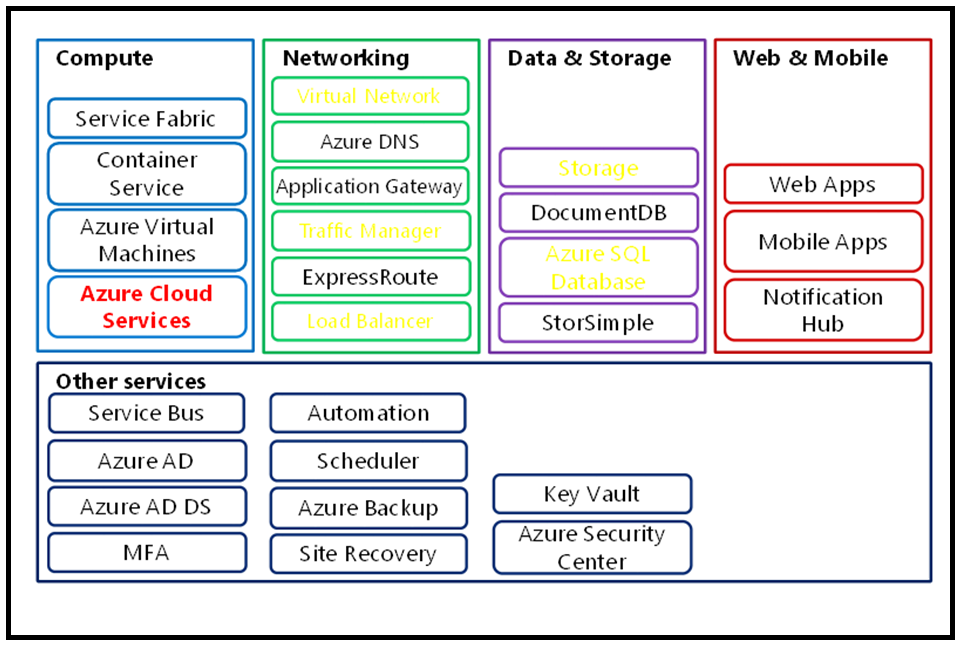 Compute
Service Fabric
Container
Service
Azure Virtual
Machines
Azure Cloud
Services
Networking
Virtual Network
Azure DNS
Application Gateway
Traffic Manager
ExpressRoute
Load Balancer
Data & Storage
Storage
DocumentDB
Azure SQL
Database
StorSimple
Web & Mobile
Web Apps
Mobile Apps
Notification
Hub
Other services
Service Bus
Azure AD
Azure AD DS
MFA
Automation
Scheduler
Azure Backup
Site Recovery
Key Vault
Azure Security
Center